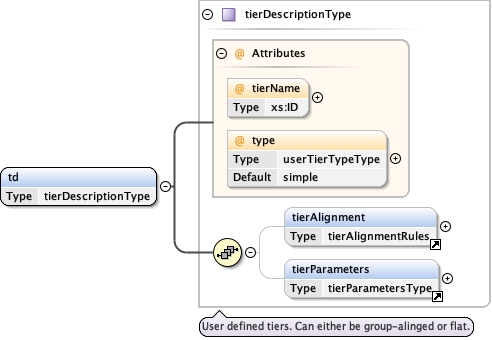 tierDescriptionType
@ Attributes
@ tierName
Type xs:ID
@ type
Type userTierTypeType
Default simple
td
Type tierDescriptionType
tierAlignment
Type tierAlignmentRules
tierParameters
Type tierParametersType
User defined tiers. Can either be group-alinged or flat.